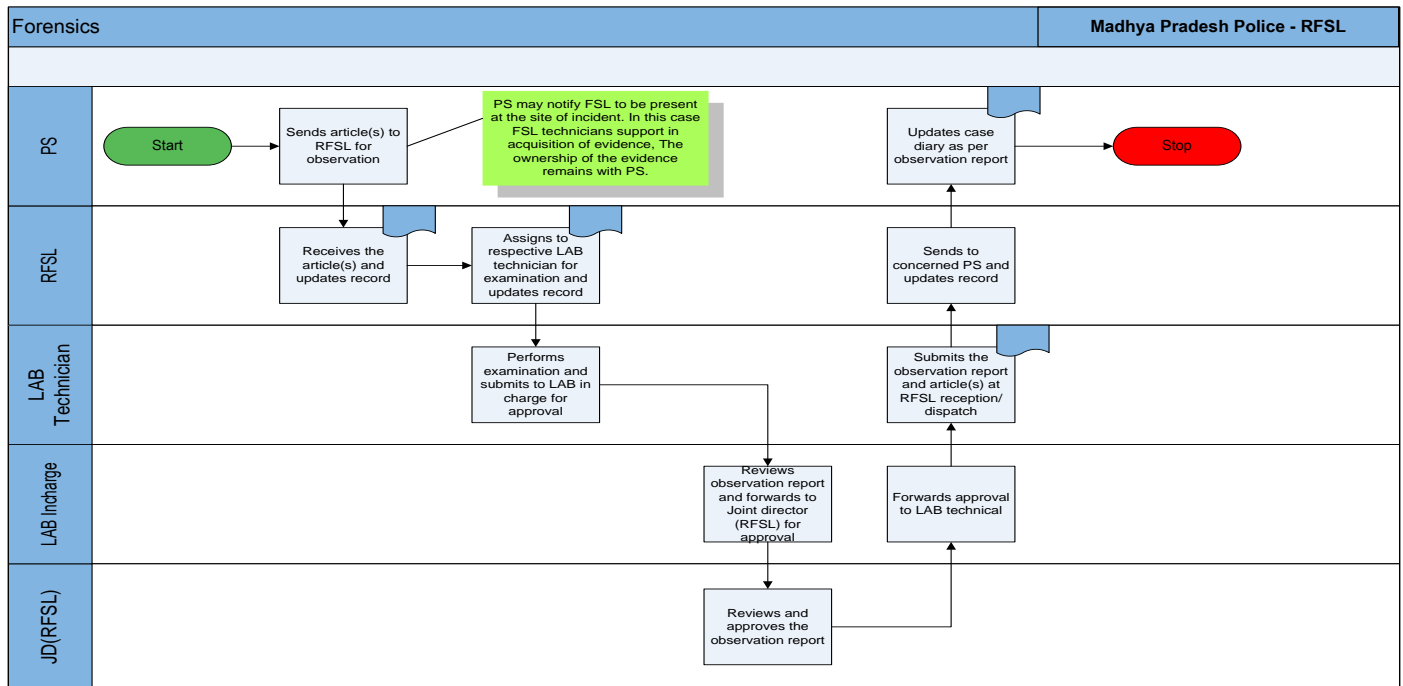 Forensics
Madhya Pradesh Police - RFSL
PS
Start
Sends article(s) to
RFSL for
observation
PS may notify FSL to be present
at the site of incident. In this case
FSL technicians support in
acquisition of evidence, The
ownership of the evidence
remains with PS.
Updates case
diary as per
observation report
Stop
RFSL
Receives the
article(s) and
updates record
Assigns to
respective LAB
technician for
examination and
updates record
Sends to
concerned PS and
updates record
LAB
Technician
Performs
examination and
submits to LAB in
charge for
approval
Submits the
observation report
and article(s) at
RFSL reception/
dispatch
LAB Incharge
Reviews
observation report
and forwards to
Joint director
(RFSL) for
approval
Forwards approval
to LAB technical
JD(RFSL)
Reviews and
approves the
observation report